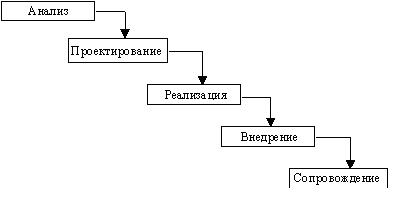 Анализ
Проектирование
Реализация
Внедрение
Сопровождение